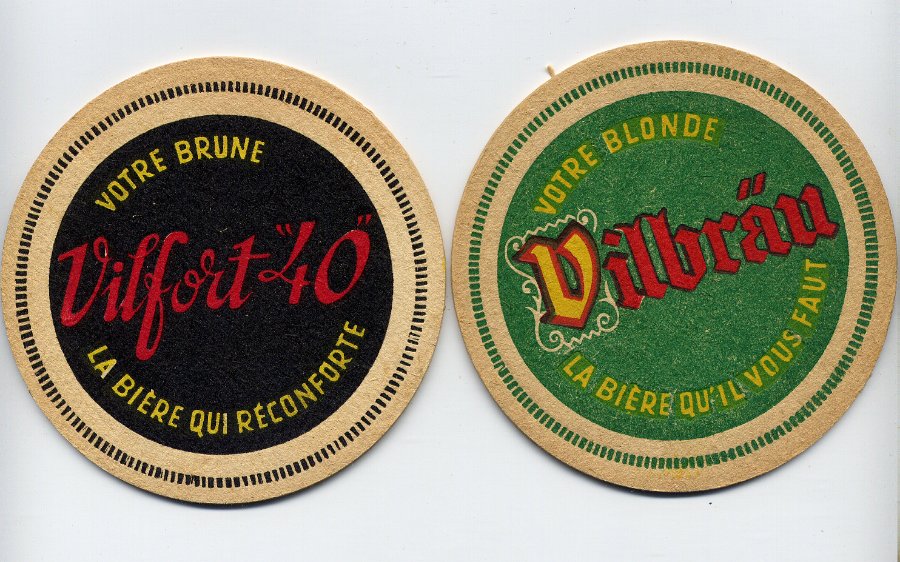 VOTRE BRUNE
Vilfort "40"
LA BIÈRE QUI RÉCONFORTE
VOTRE BLONDE
Vilbräu
LA BIÈRE QU'IL VOUS FAUT